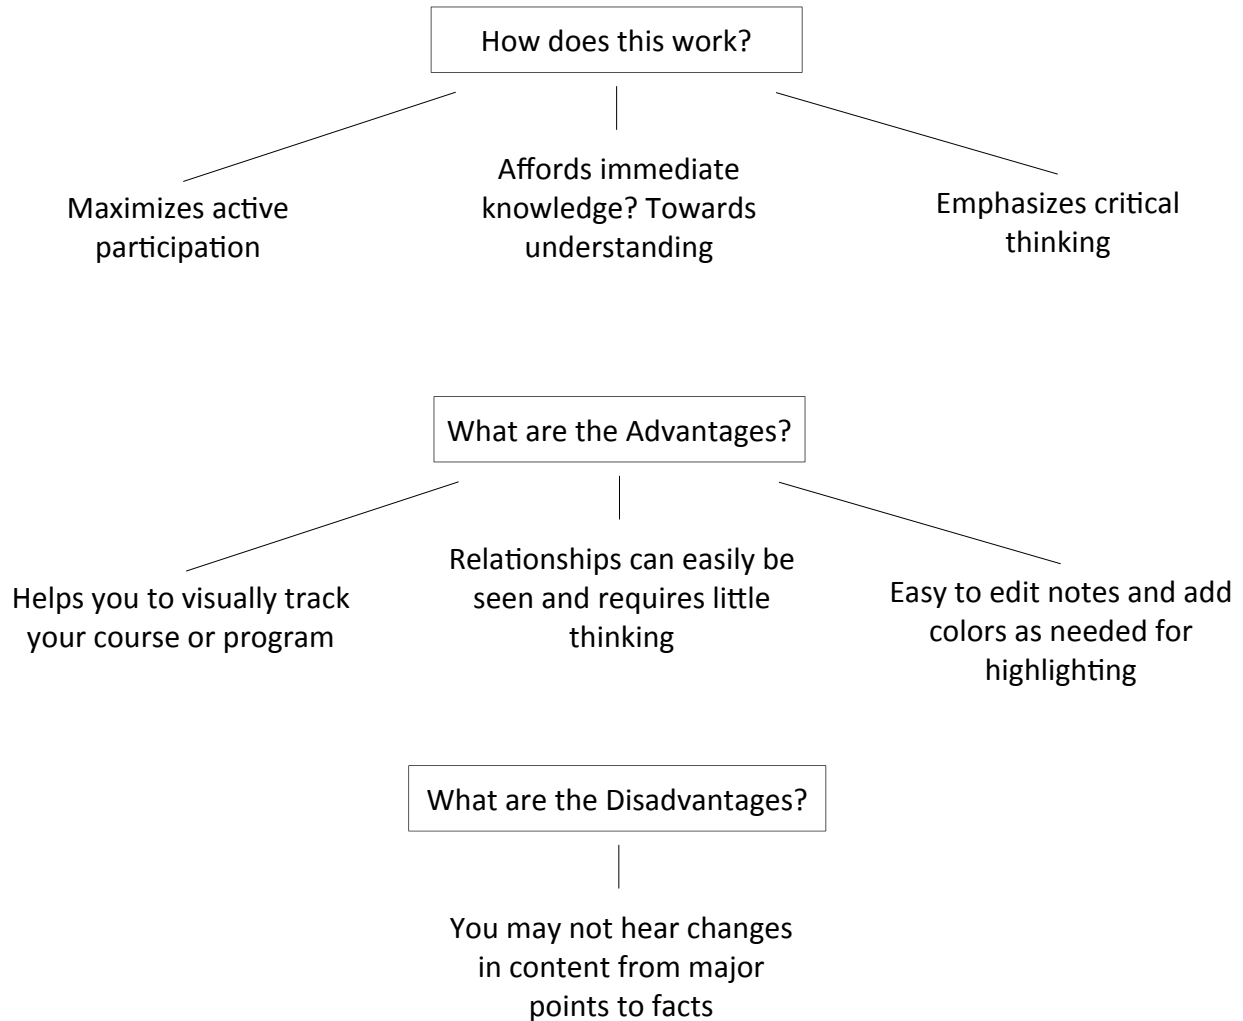 How does this work?
Maximizes active
participation
Affords immediate
knowledge? Towards
understanding
Emphasizes critical
thinking
What are the Advantages?
Helps you to visually track
your course or program
Relationships can easily be
seen and requires little
thinking
Easy to edit notes and add
colors as needed for
highlighting
What are the Disadvantages?
You may not hear changes
in content from major
points to facts